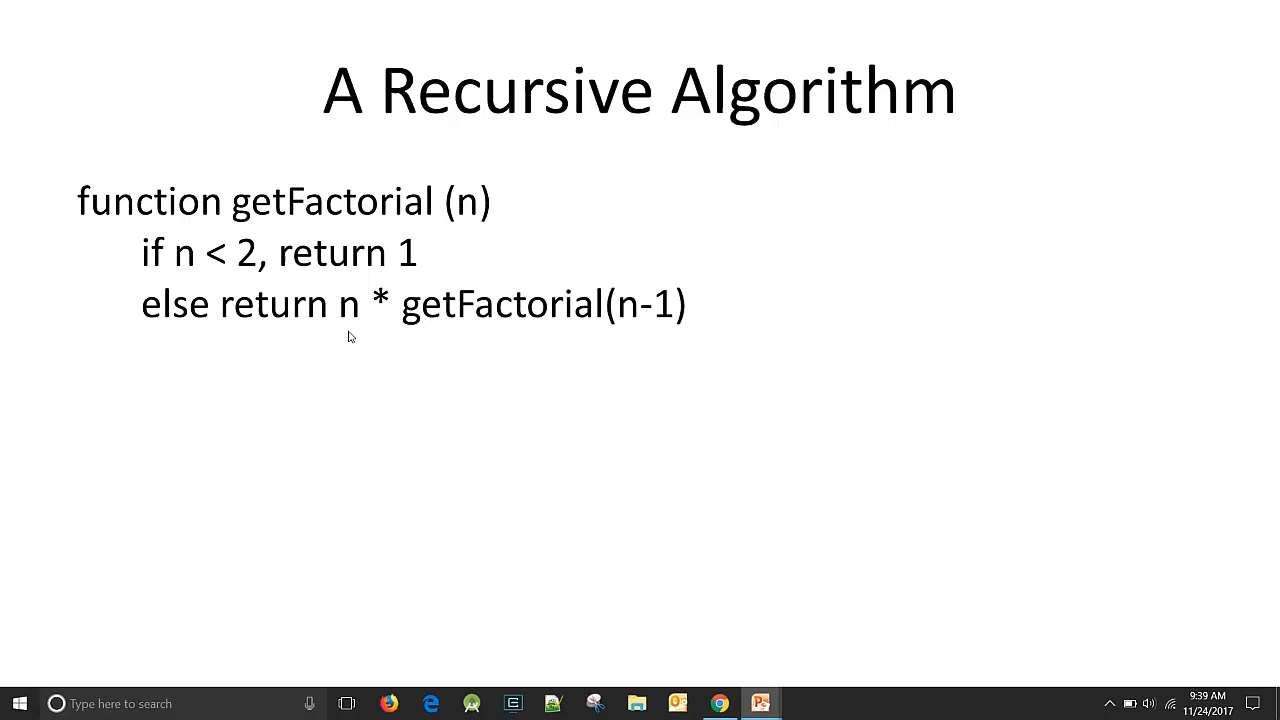 A Recursive Algorithm
function getFactorial (n)
if n < 2, return 1
else return n * getFactorial(n-1)
Type here to search
9:39 AM
11/24/2017